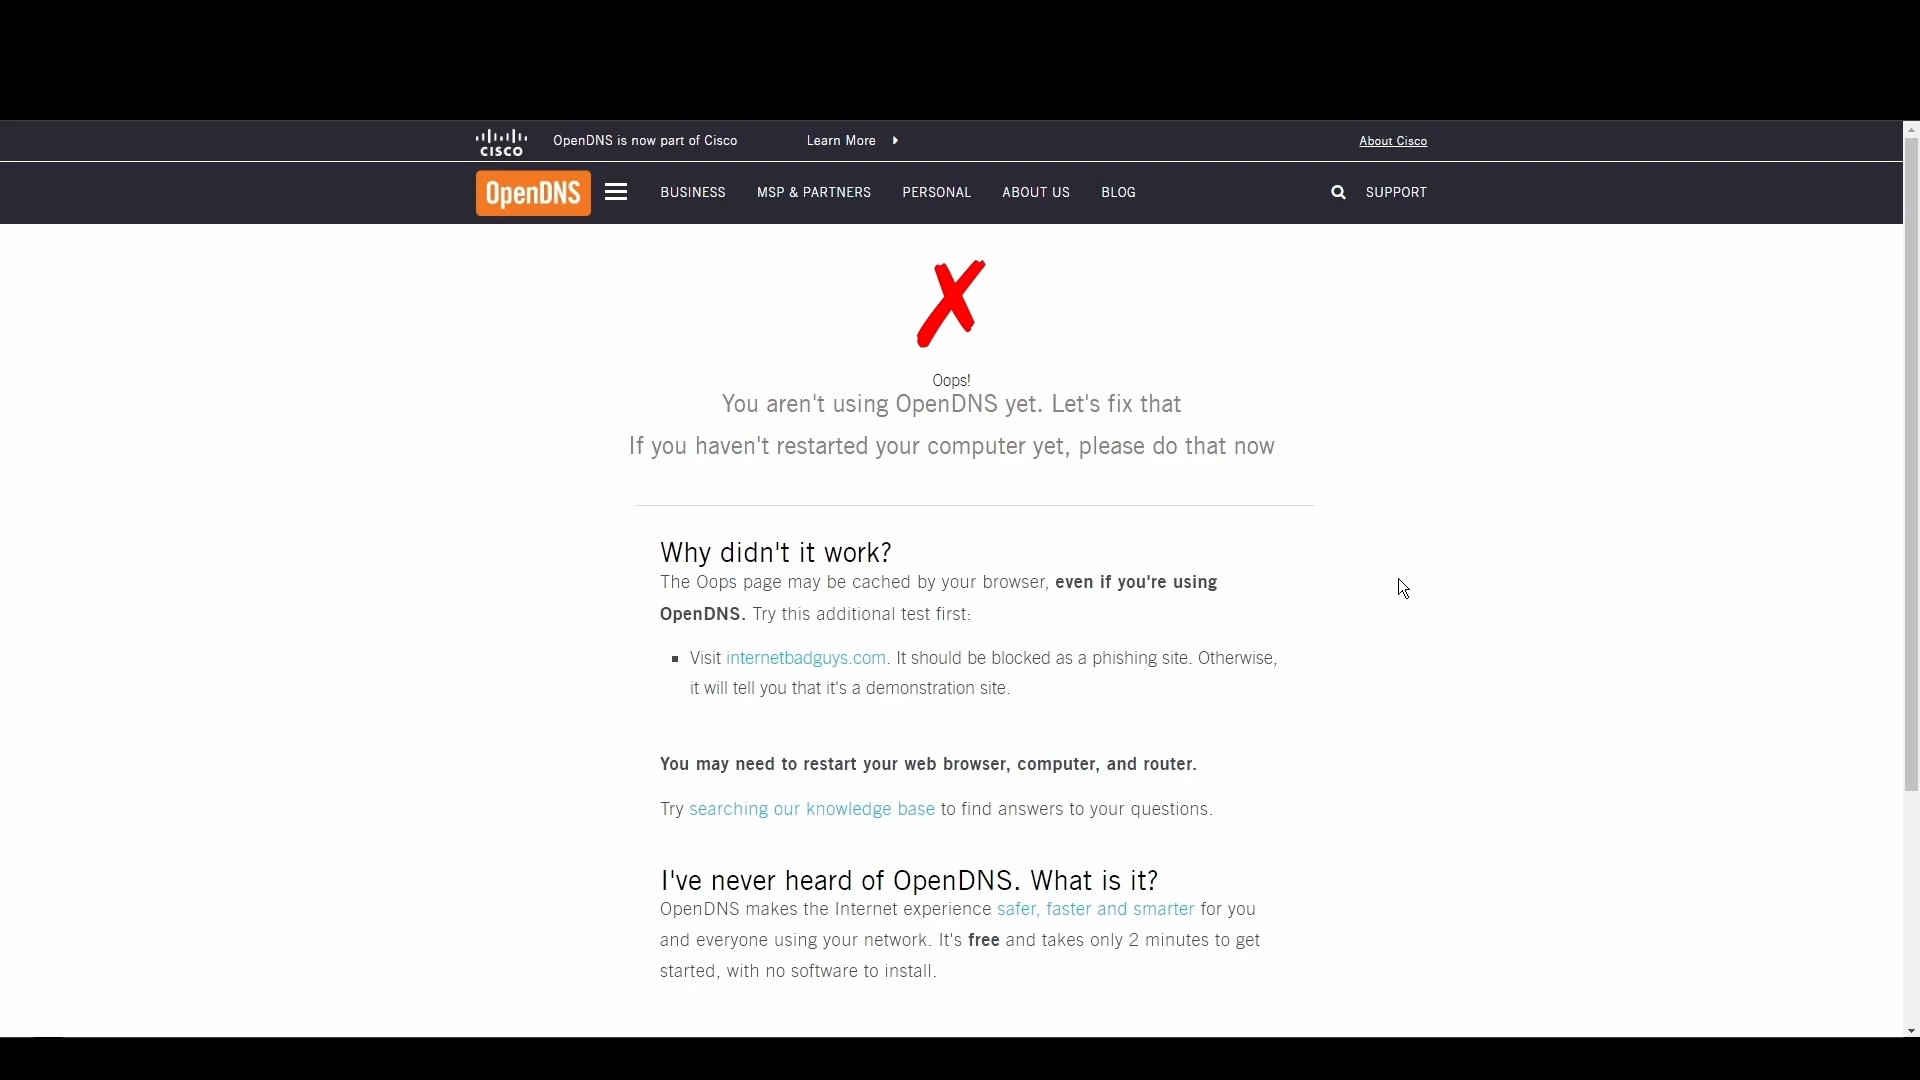 CISCO OpenDNS is now part of Cisco Learn More About Cisco
OpenDNS BUSINESS MSP & PARTNERS PERSONAL ABOUT US BLOG SUPPORT
Oops!
You aren't using OpenDNS yet. Let's fix that
If you haven't restarted your computer yet, please do that now
Why didn't it work?
The Oops page may be cached by your browser, even if you're using
OpenDNS. Try this additional test first:
Visit internetbadguys.com. It should be blocked as a phishing site. Otherwise,
it will tell you that it's a demonstration site.
You may need to restart your web browser, computer, and router.
Try searching our knowledge base to find answers to your questions.
I've never heard of OpenDNS. What is it?
OpenDNS makes the Internet experience safer, faster and smarter for you
and everyone using your network. It's free and takes only 2 minutes to get
started, with no software to install.